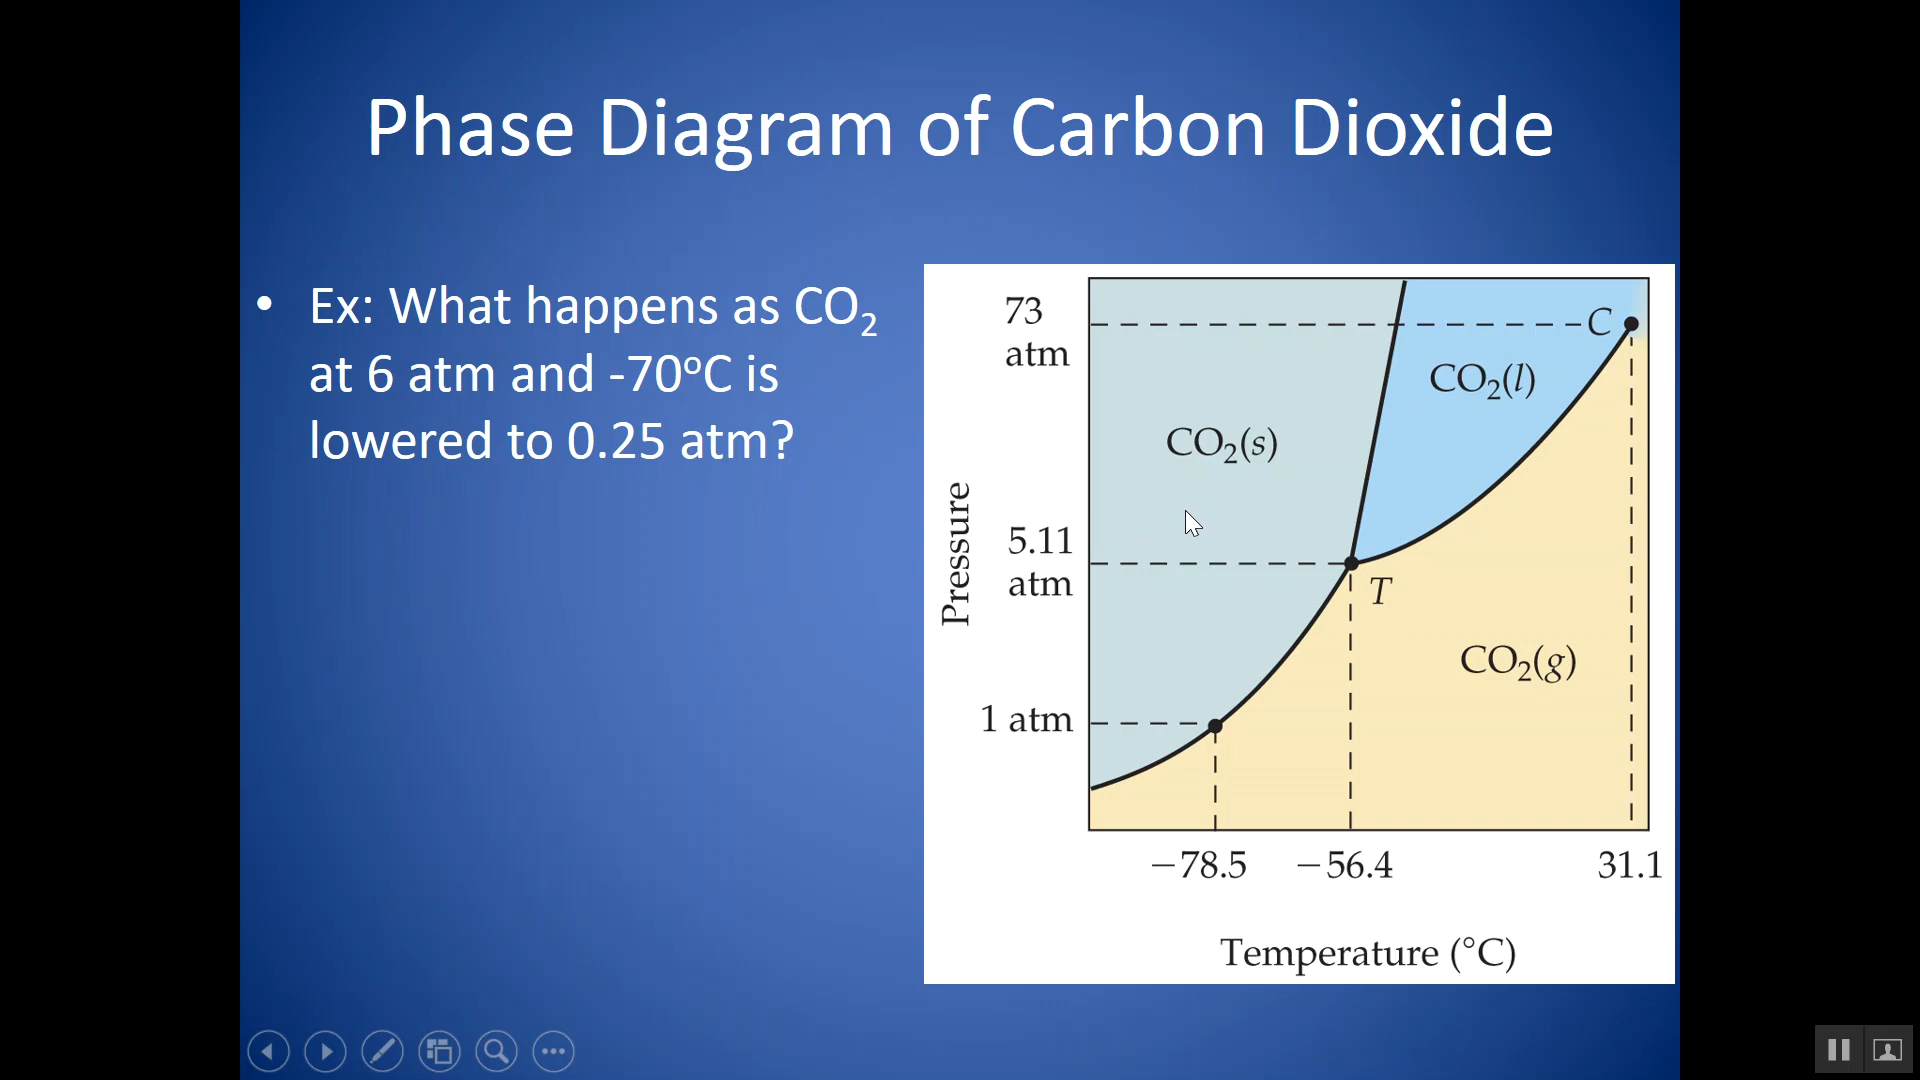 Phase Diagram of Carbon Dioxide
• Ex: What happens as CO₂
at 6 atm and -70ºC is
lowered to 0.25 atm?
73
atm
C
CO₂(l)
CO₂(s)
5.11
atm
T
Pressure
CO₂(g)
1 atm
−78.5 −56.4 31.1
Temperature (°C)